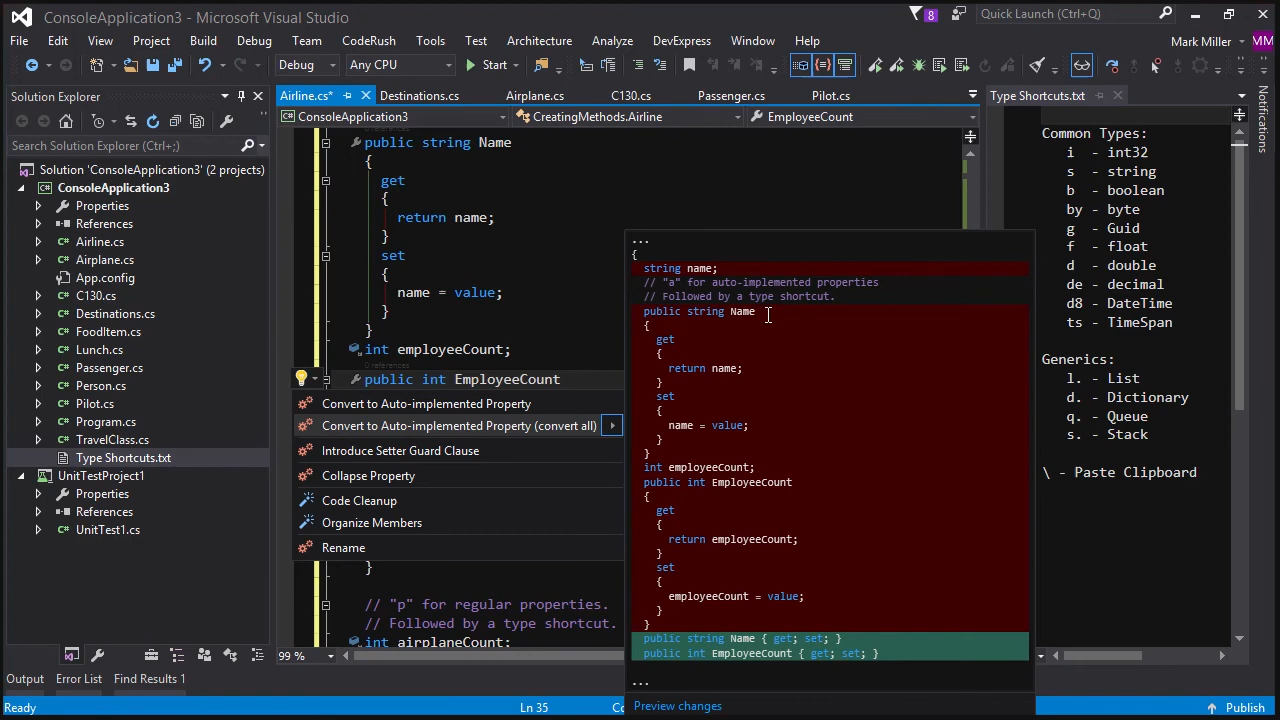 ConsoleApplication3 - Microsoft Visual Studio
8
Quick Launch (Ctrl+Q)
File Edit View Project Build Debug Team CodeRush Tools Test Architecture Analyze DevExpress Window Help
Mark Miller MM
Debug Any CPU Start
Solution Explorer
Airline.cs* Destinations.cs Airplane.cs C130.cs Passenger.cs Pilot.cs
Type Shortcuts.txt
Notifications
ConsoleApplication3 CreatingMethods.Airline EmployeeCount
Search Solution Explorer (Ctrl+;)
Solution 'ConsoleApplication3' (2 projects)
ConsoleApplication3
Properties
References
Airline.cs
Airplane.cs
App.config
C130.cs
Destinations.cs
FoodItem.cs
Lunch.cs
Passenger.cs
Person.cs
Pilot.cs
Program.cs
TravelClass.cs
Type Shortcuts.txt
UnitTestProject1
Properties
References
UnitTest1.cs
0 references
public string Name
{
get
{
return name;
}
set
{
name = value;
}
}
int employeeCount;
0 references
public int EmployeeCount
Convert to Auto-implemented Property
Convert to Auto-implemented Property (convert all)
Introduce Setter Guard Clause
Collapse Property
Code Cleanup
Organize Members
Rename
}
// "p" for regular properties.
// Followed by a type shortcut.
int airplaneCount;
99 %
...
{
string name;
// "a" for auto-implemented properties
// Followed by a type shortcut.
public string Name
{
get
{
return name;
}
set
{
name = value;
}
}
int employeeCount;
public int EmployeeCount
{
get
{
return employeeCount;
}
set
{
employeeCount = value;
}
}
public string Name { get; set; }
public int EmployeeCount { get; set; }
...
Preview changes
Common Types:
i - int32
s - string
b - boolean
by - byte
g - Guid
f - float
d - double
de - decimal
d8 - DateTime
ts - TimeSpan
Generics:
l. - List
d. - Dictionary
q. - Queue
s. - Stack
\ - Paste Clipboard
Output Error List Find Results 1
Ready Ln 35 Publish